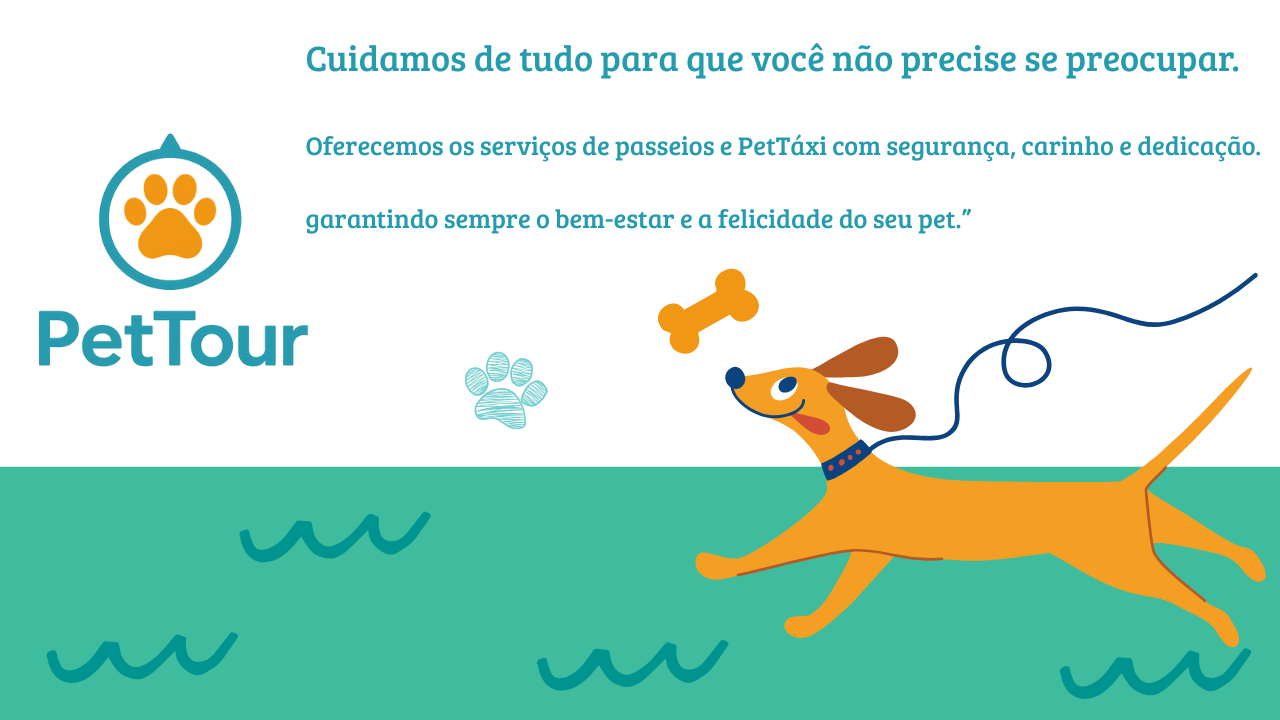 Cuidamos de tudo para que você não precise se preocupar.
Oferecemos os serviços de passeios e PetTáxi com segurança, carinho e dedicação.
garantindo sempre o bem-estar e a felicidade do seu pet.”
PetTour